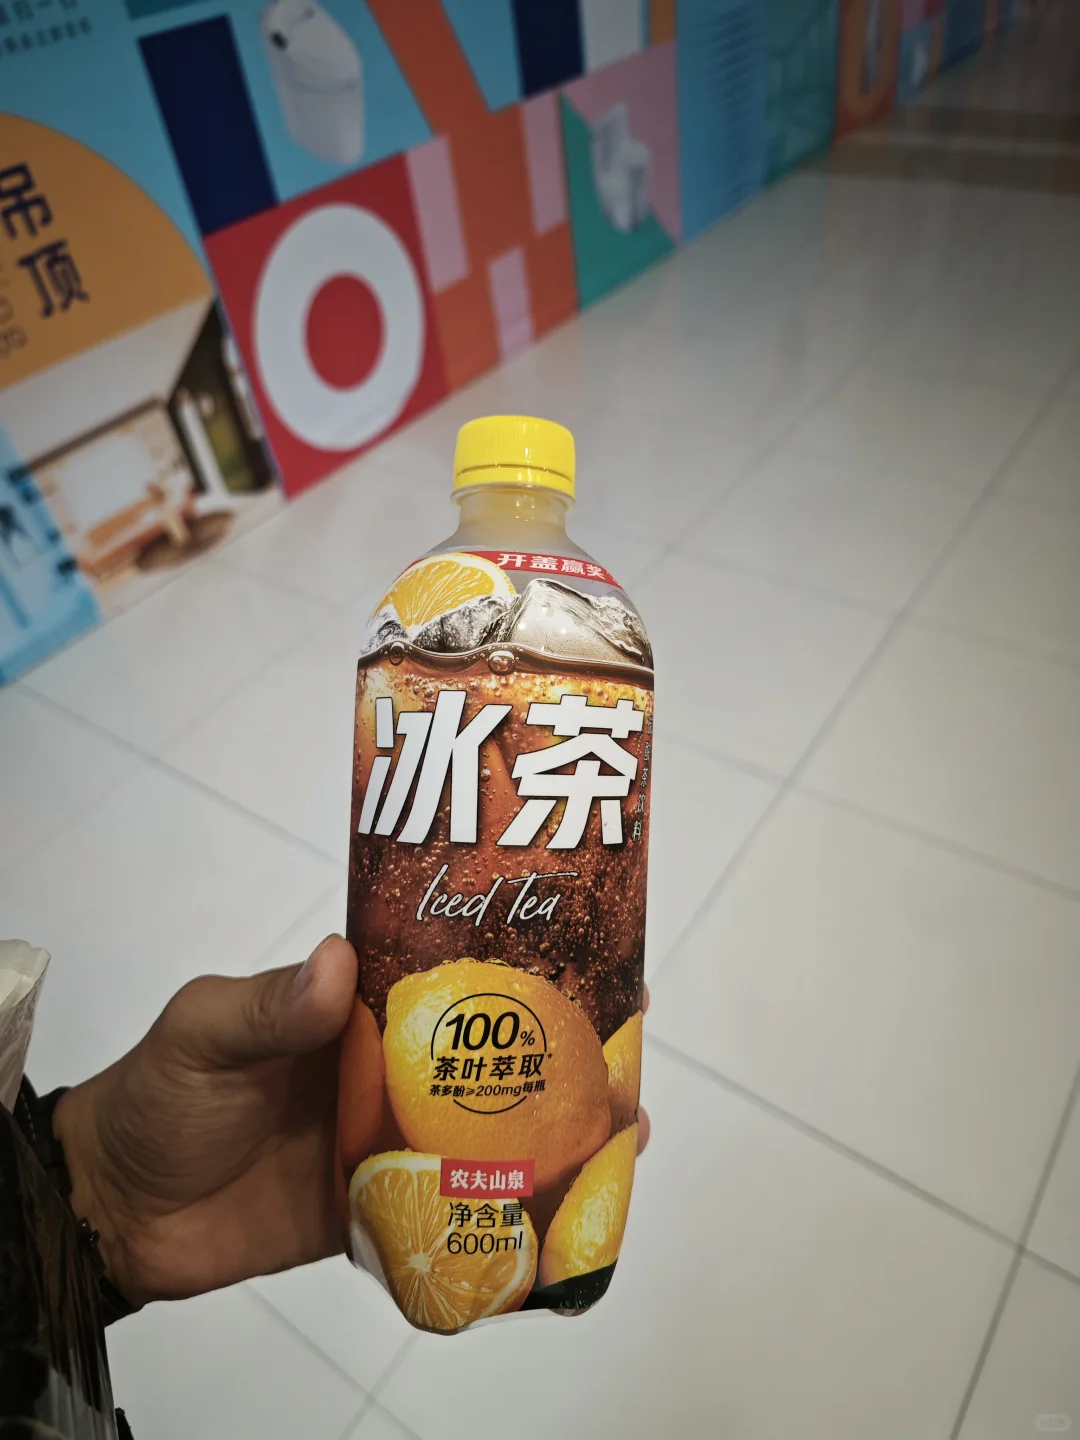 吊
顶
开盖赢奖
冰茶
Iced Tea
100%
茶叶萃取*
茶多酚≥200mg每瓶
农夫山泉
净含量
600ml